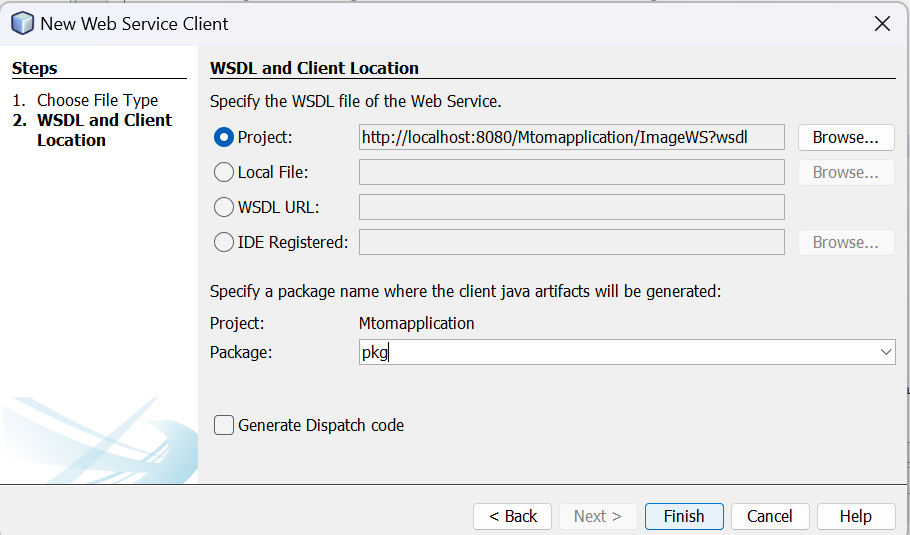 New Web Service Client
Steps
1. Choose File Type
2. WSDL and Client
Location
WSDL and Client Location
Specify the WSDL file of the Web Service.
Project: http://localhost:8080/Mtomapplication/ImageWS?wsdl Browse...
Local File: Browse...
WSDL URL:
IDE Registered: Browse...
Specify a package name where the client java artifacts will be generated:
Project: Mtomapplication
Package: pkg
Generate Dispatch code
< Back Next > Finish Cancel Help